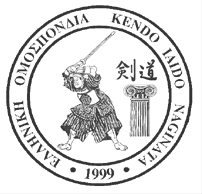 ΕΛΛΗΝΙΚΗ ΟΜΟΣΠΟΝΔΙΑ KENDO IAIDO NAGINATA
剣道
• 1999 •